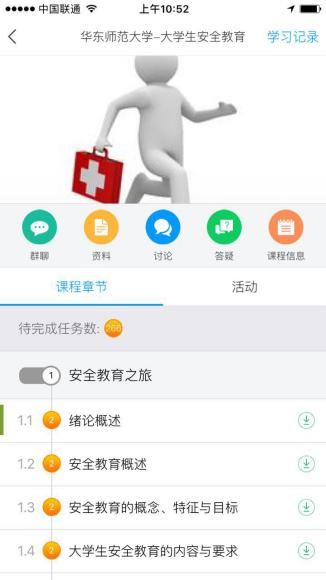 中国联通
上午10:52
华东师范大学-大学生安全教育
学习记录
群聊
资料
讨论
答疑
课程信息
课程章节
活动
待完成任务数: 266
1 安全教育之旅
1.1 2 绪论概述
1.2 2 安全教育概述
1.3 2 安全教育的概念、特征与目标
1.4 2 大学生安全教育的内容与要求